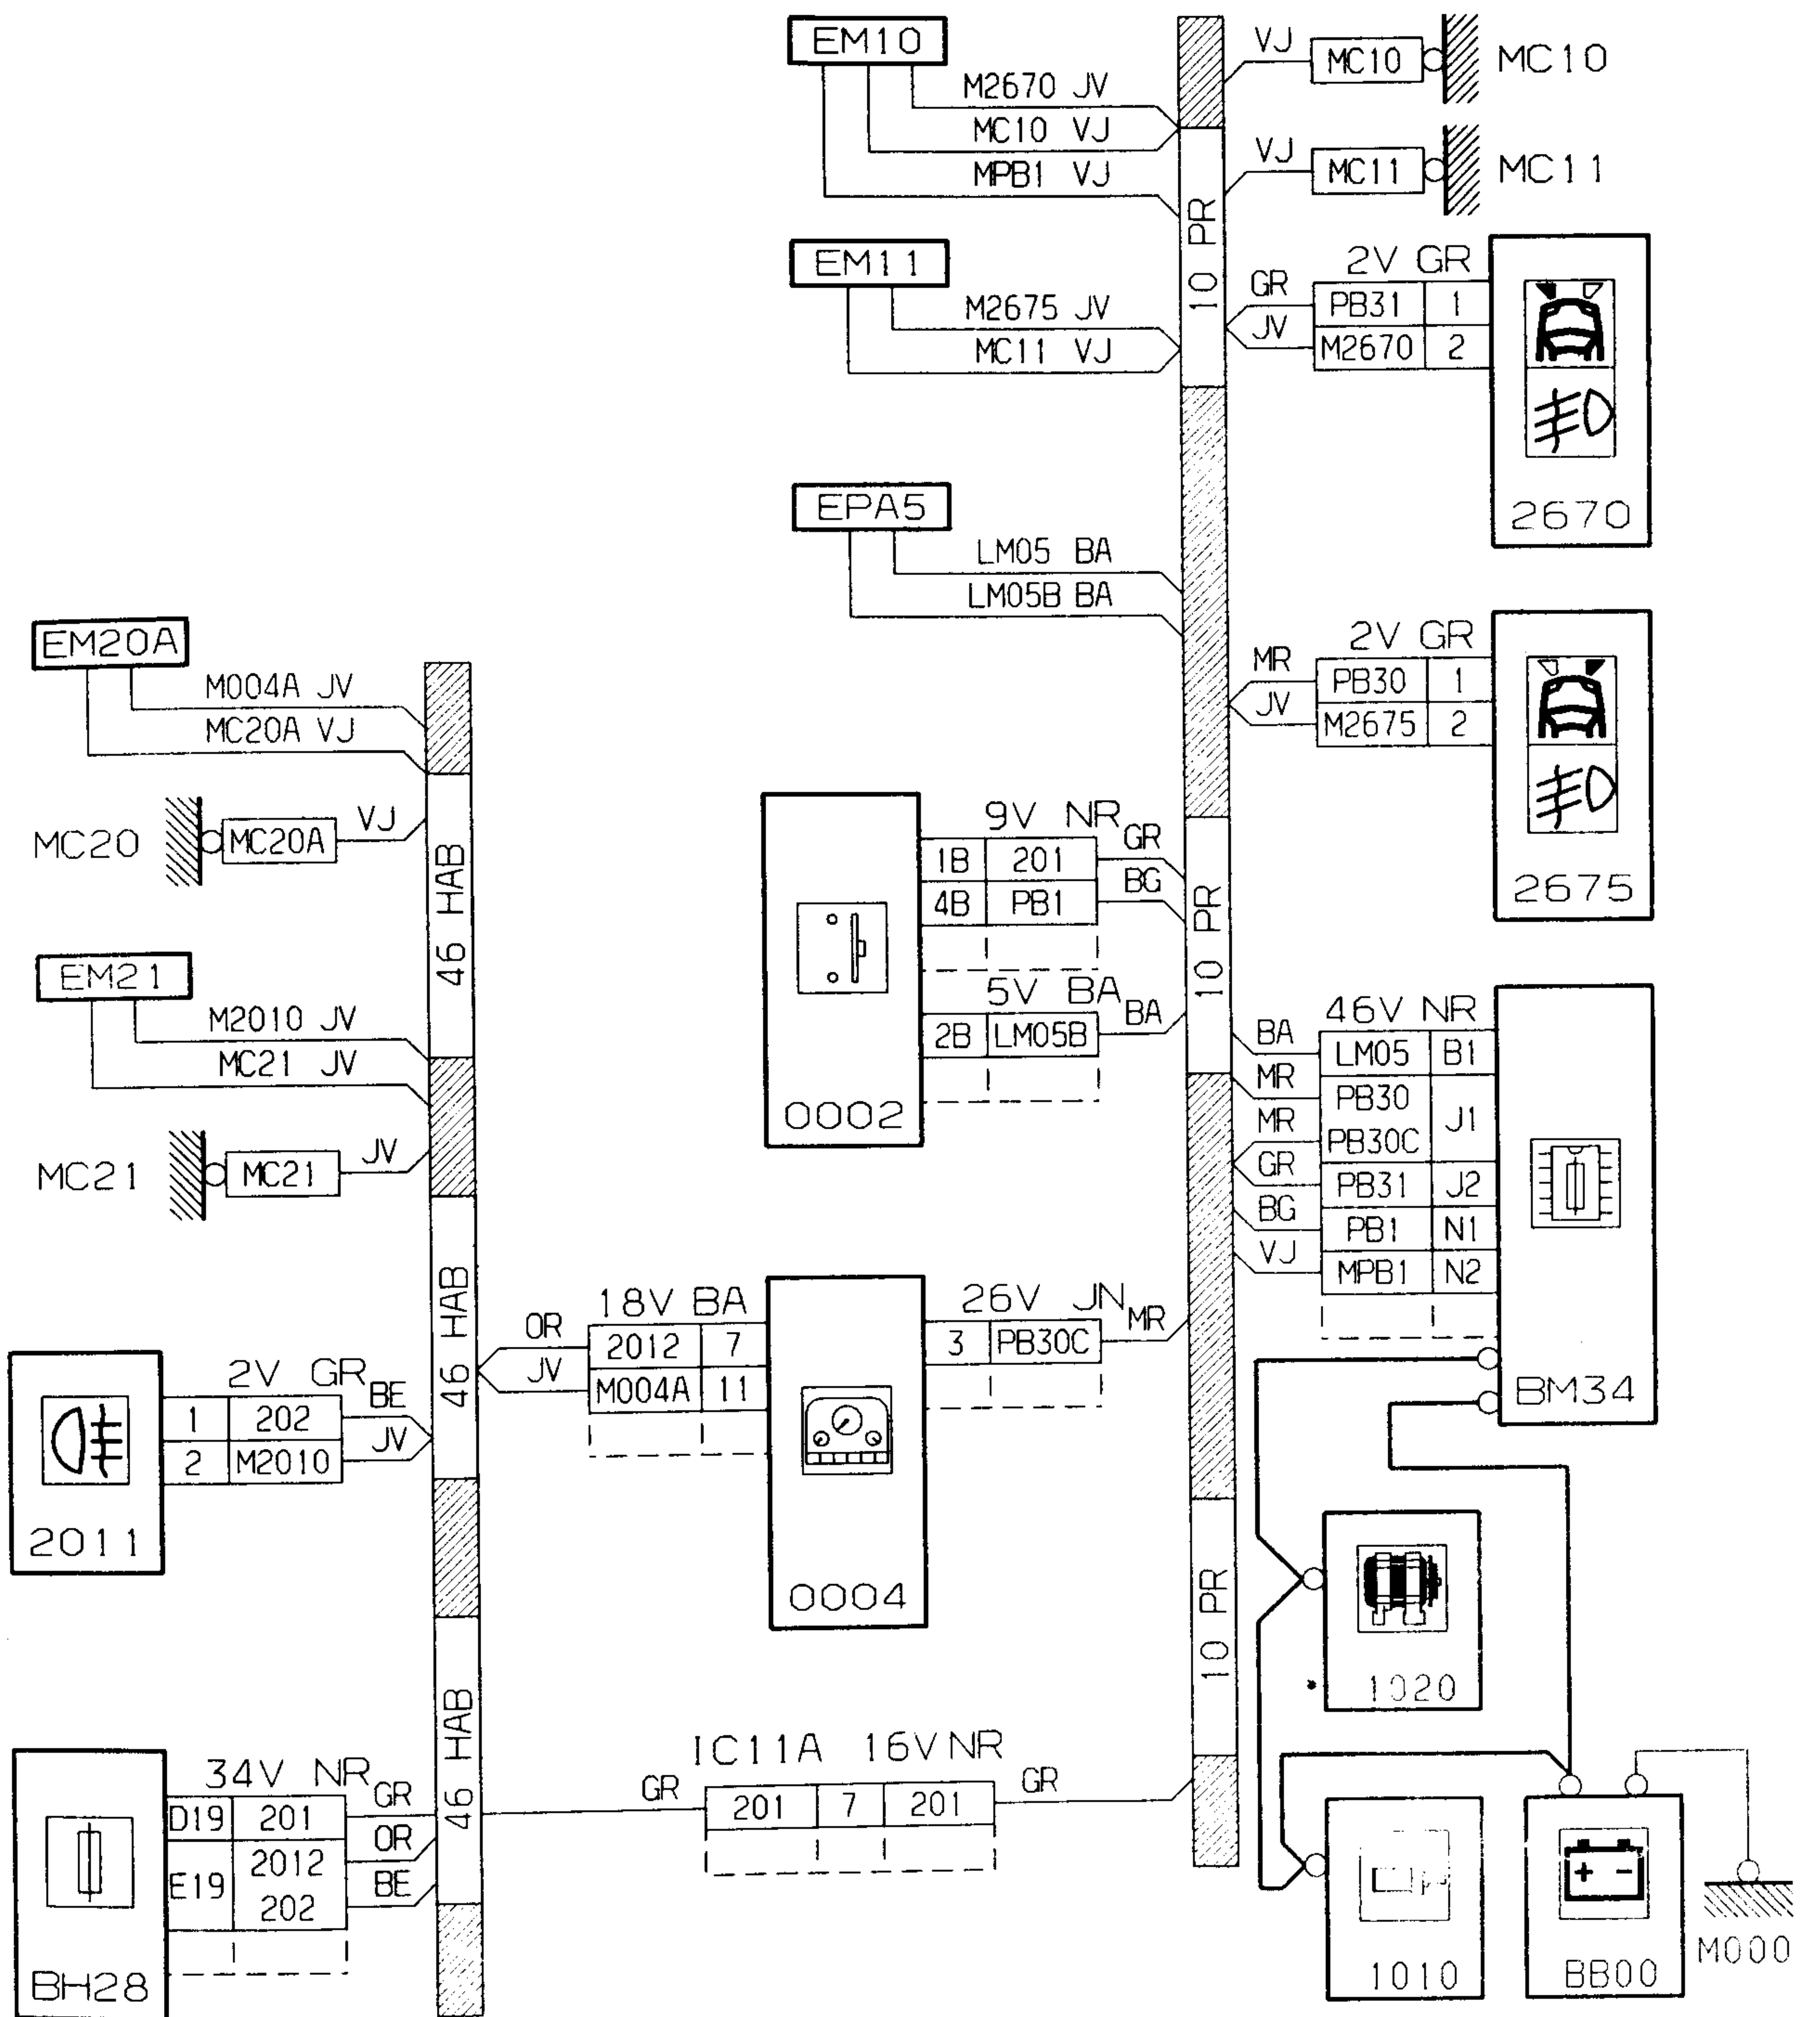 EM10
M2670 JV
MC10 VJ
MPB1 VJ
VJ
MC10
MC10
VJ
MC11
MC11
10 PR
EM11
M2675 JV
MC11 VJ
2V GR
GR
PB31 1
JV
M2670 2
2670
EPA5
LM05 BA
LM05B BA
EM20A
M004A JV
MC20A VJ
2V GR
MR
PB30 1
JV
M2675 2
2675
MC20
MC20A
VJ
46 HAB
9V NR
1B 201
GR
4B PB1
BG
5V BA
2B LM05B
BA
0002
10 PR
EM21
M2010 JV
MC21 JV
MC21
MC21
JV
46V NR
BA
LM05 B1
MR
PB30
J1
MR
PB30C
GR
PB31 J2
BG
PB1 N1
VJ
MPB1 N2
BM34
46 HAB
18V BA
OR
2012 7
JV
M004A 11
26V JN
3 PB30C
MR
0004
2V GR
1 202
BE
2 M2010
JV
2011
10 PR
1020
46 HAB
IC11A 16V NR
GR
201 7 201
GR
34V NR
D19 201
GR
E19
2012
OR
202
BE
BH28
1010
+ -
BB00
M000